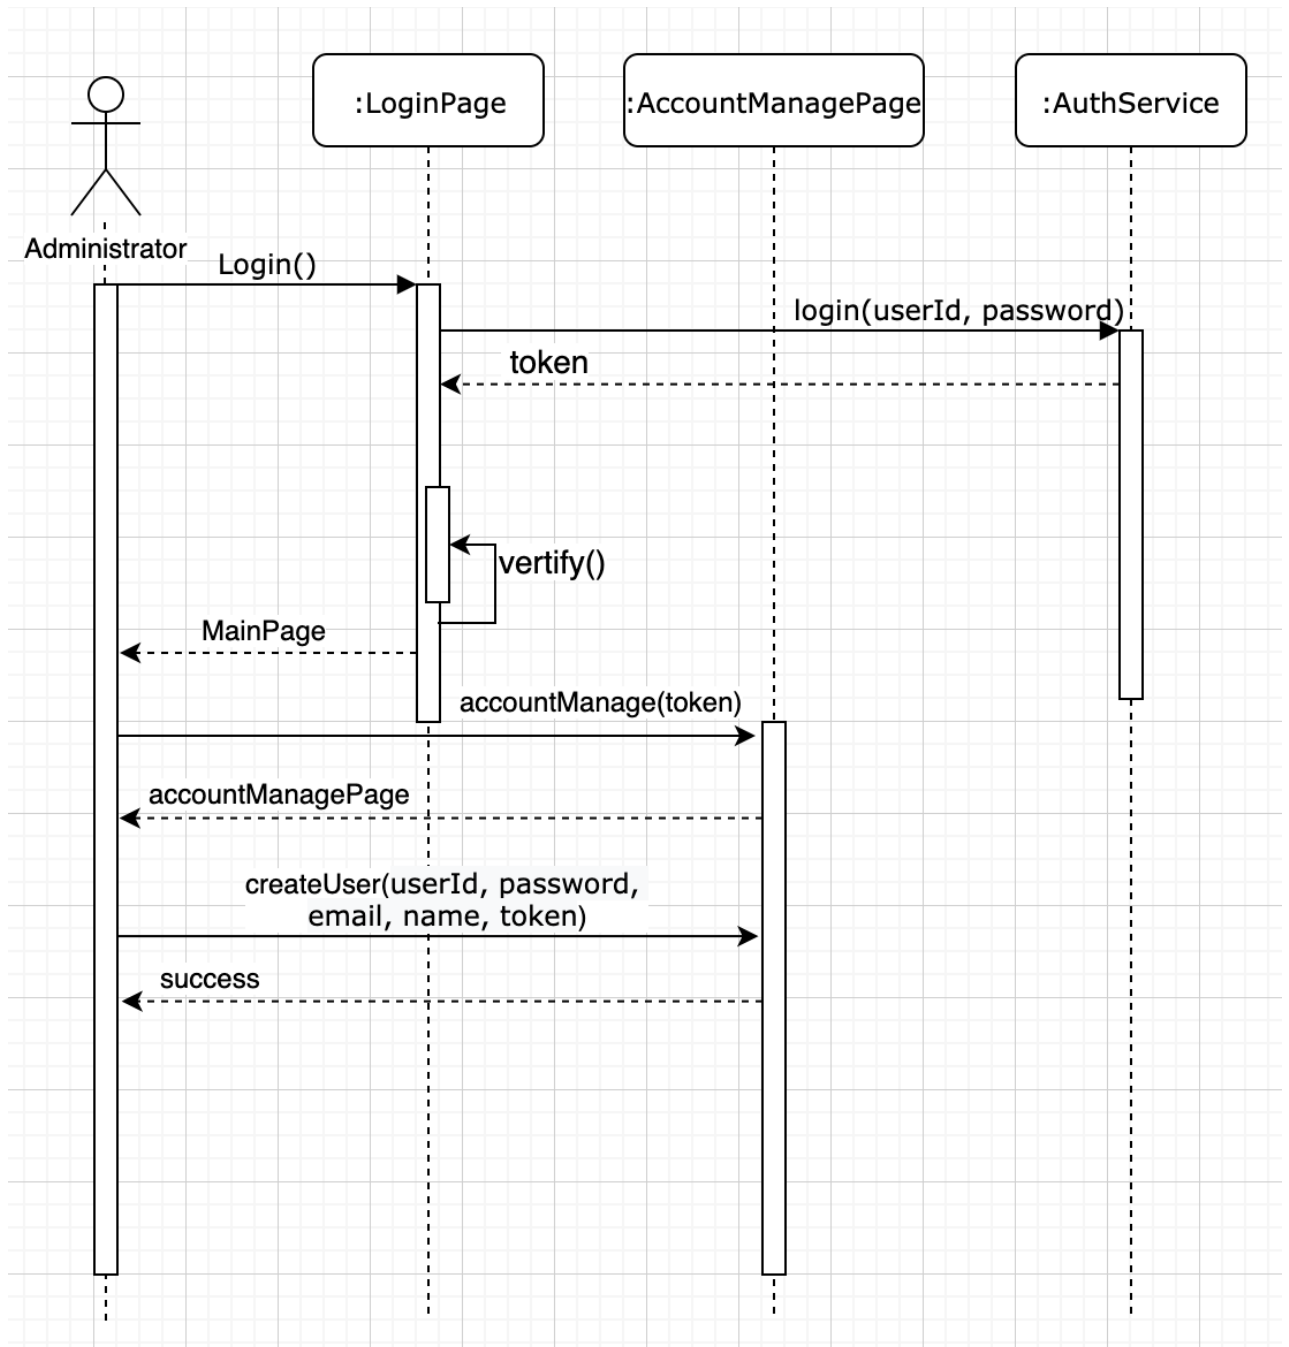 :LoginPage
:AccountManagePage
:AuthService
Administrator
Login()
login(userId, password)
token
vertify()
MainPage
accountManage(token)
accountManagePage
createUser(userId, password,
email, name, token)
success